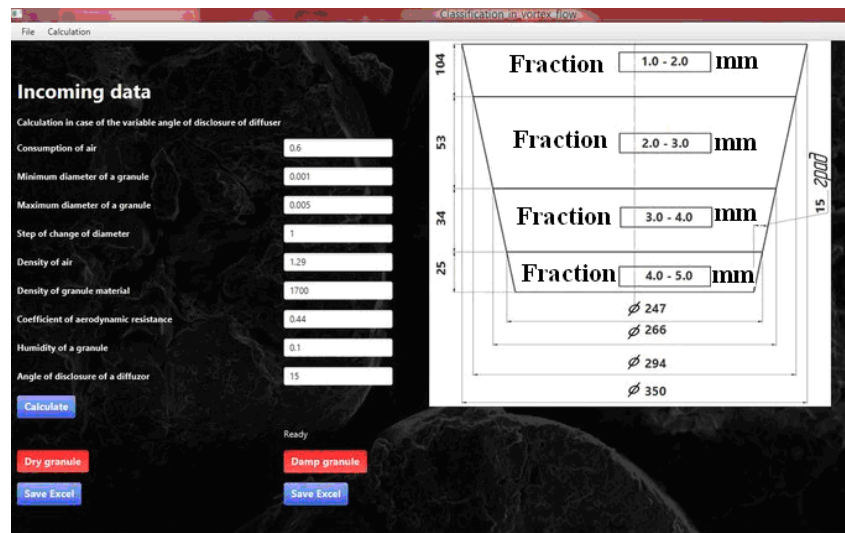 Classification in vortex flow
File Calculation
Incoming data
Calculation in case of the variable angle of disclosure of diffuser
Consumption of air 0.6
Minimum diameter of a granule 0.001
Maximum diameter of a granule 0.005
Step of change of diameter 1
Density of air 1.29
Density of granule material 1700
Coefficient of aerodynamic resistance 0.44
Humidity of a granule 0.1
Angle of disclosure of a diffuzor 15
Calculate
Ready
Dry granule Damp granule
Save Excel Save Excel
104 Fraction 1.0 - 2.0 mm
53 Fraction 2.0 - 3.0 mm
34 Fraction 3.0 - 4.0 mm
25 Fraction 4.0 - 5.0 mm
15 град
⌀ 247
⌀ 266
⌀ 294
⌀ 350